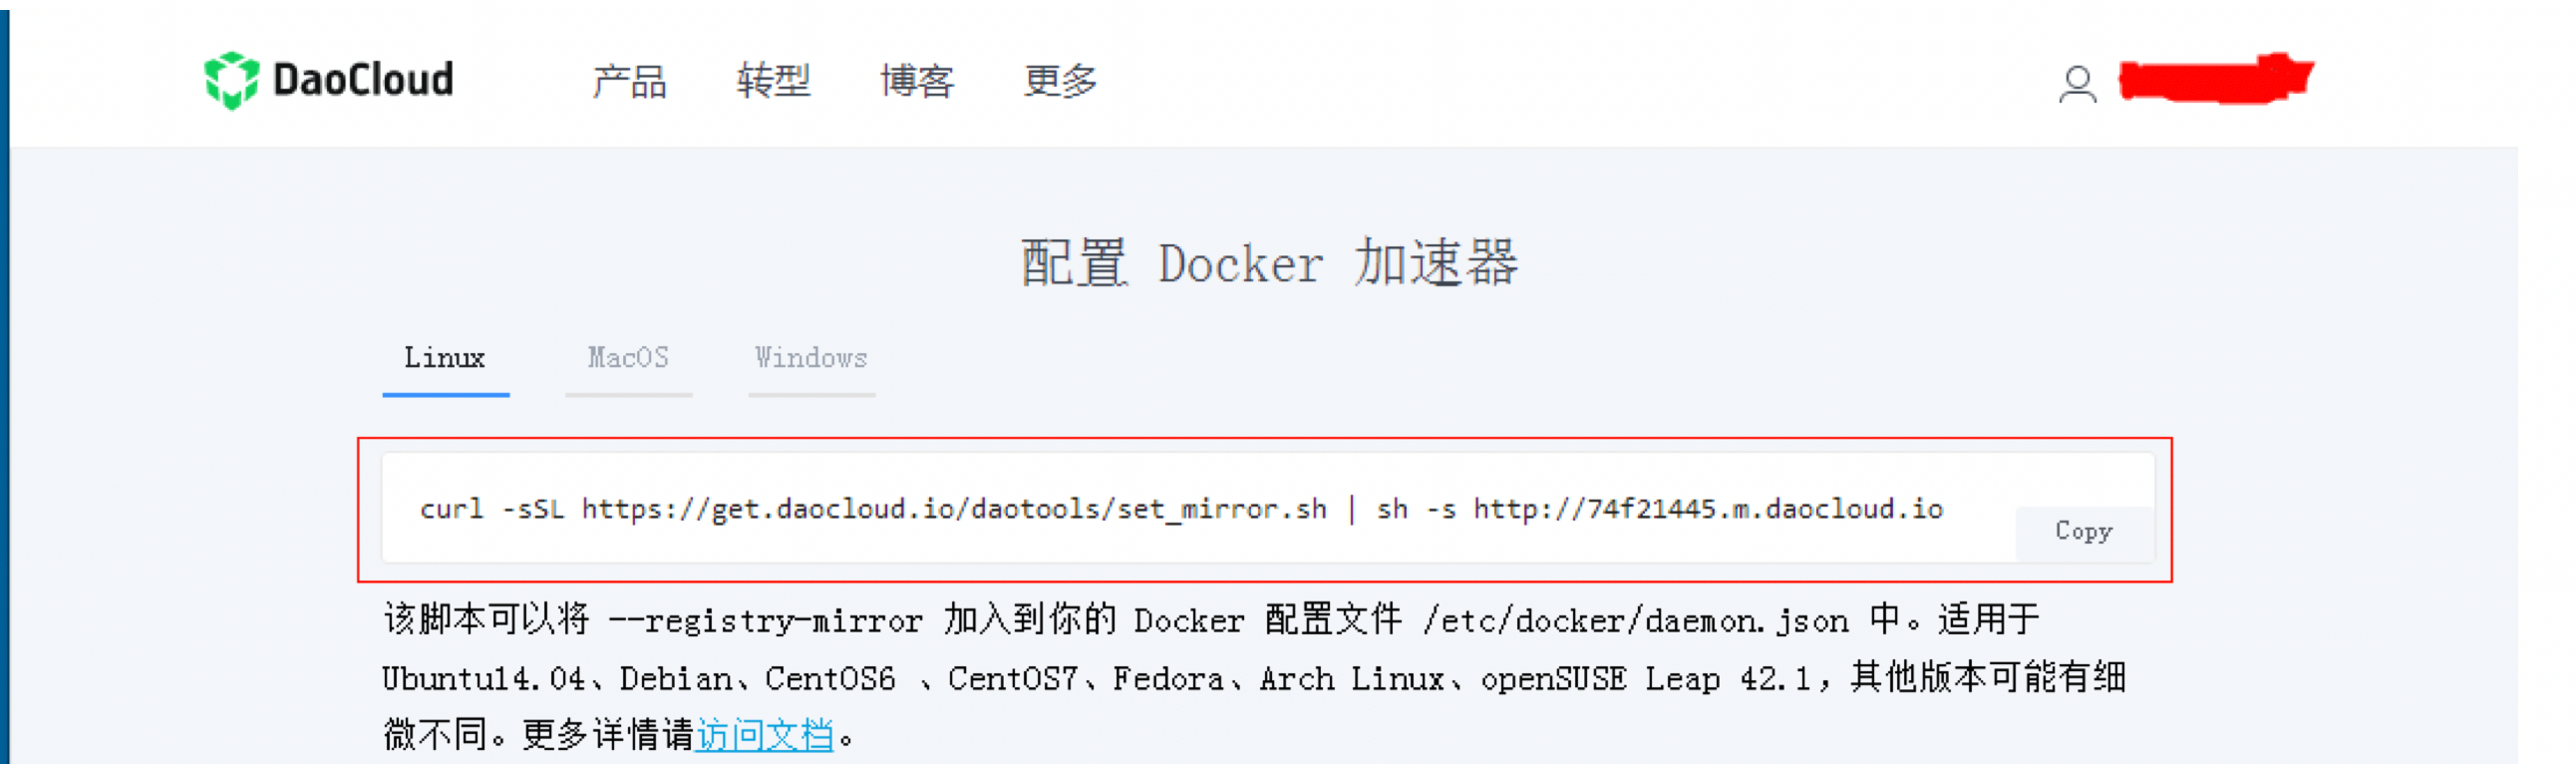 DaoCloud 产品 转型 博客 更多
配置 Docker 加速器
Linux MacOS Windows
curl -sSL https://get.daocloud.io/daotools/set_mirror.sh | sh -s http://74f21445.m.daocloud.io
Copy
该脚本可以将 --registry-mirror 加入到你的 Docker 配置文件 /etc/docker/daemon.json 中。适用于
Ubuntu14.04、Debian、CentOS6 、CentOS7、Fedora、Arch Linux、openSUSE Leap 42.1，其他版本可能有细
微不同。更多详情请访问文档。